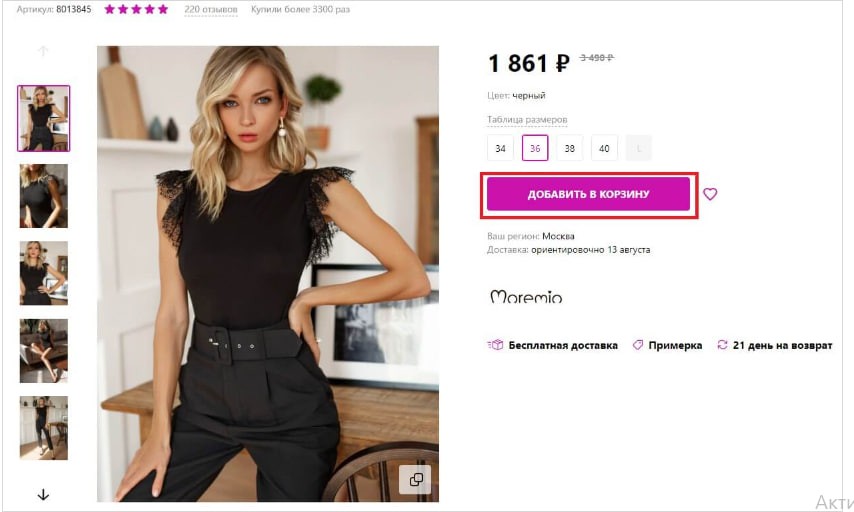 Артикул: 8013845 220 отзывов Купили более 3300 раз
1 861 ₽ 3 490 ₽
Цвет: черный
Таблица размеров
34 36 38 40 L
ДОБАВИТЬ В КОРЗИНУ
Ваш регион: Москва
Доставка: ориентировочно 13 августа
Moremio
Бесплатная доставка Примерка 21 день на возврат